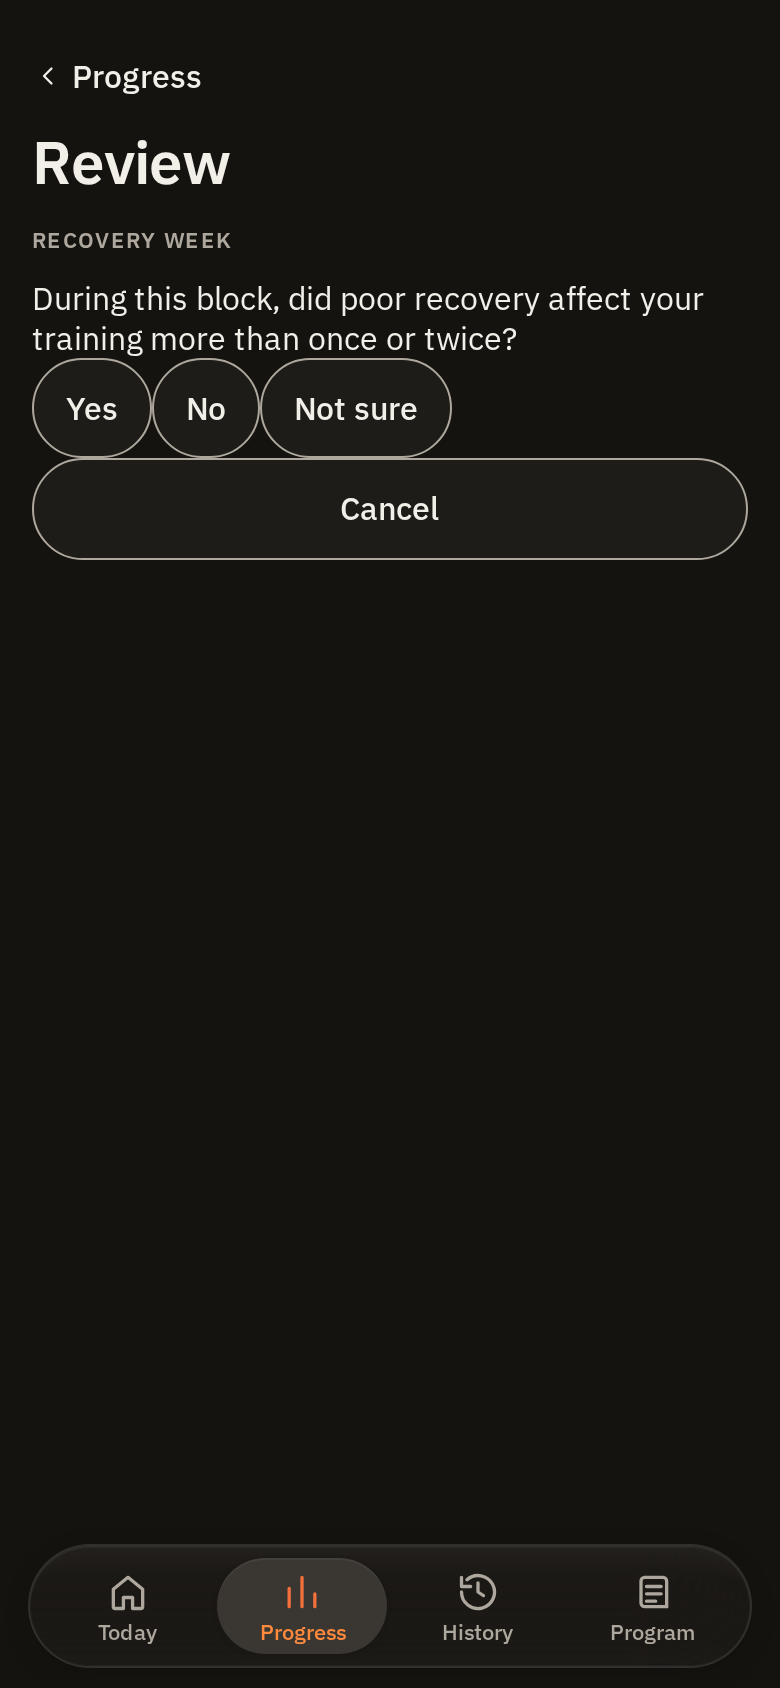 Progress
Review
RECOVERY WEEK
During this block, did poor recovery affect your
training more than once or twice?
Yes No Not sure
Cancel
Today Progress History Program